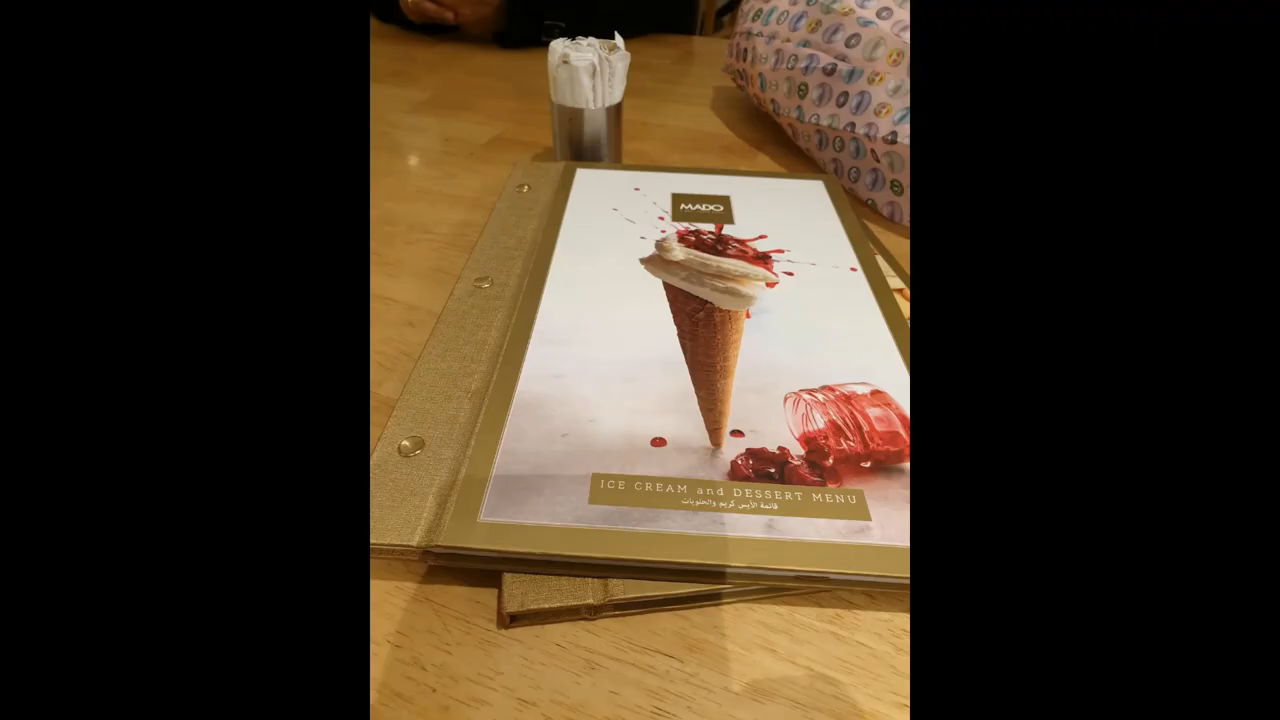 MADO
ICE CREAM and DESSERT MENU
قائمة الآيس كريم والحلويات